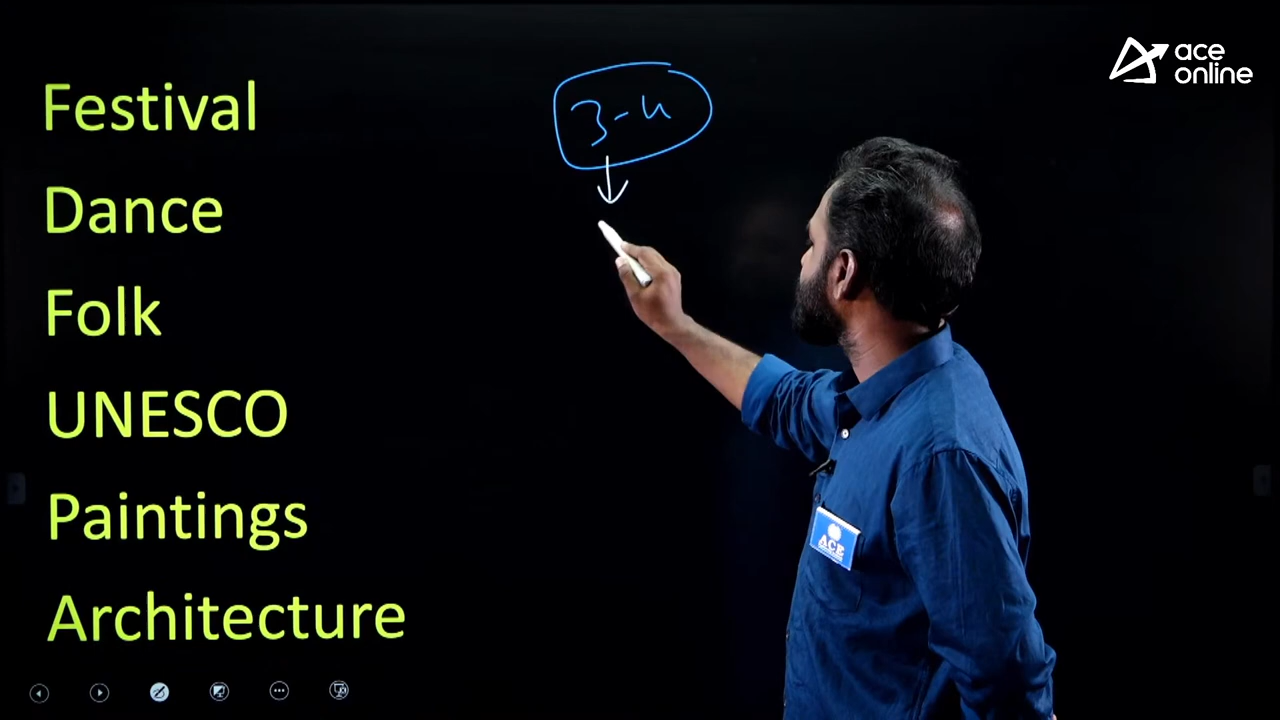 Festival
Dance
Folk
UNESCO
Paintings
Architecture
3-4
ace
online
ACE